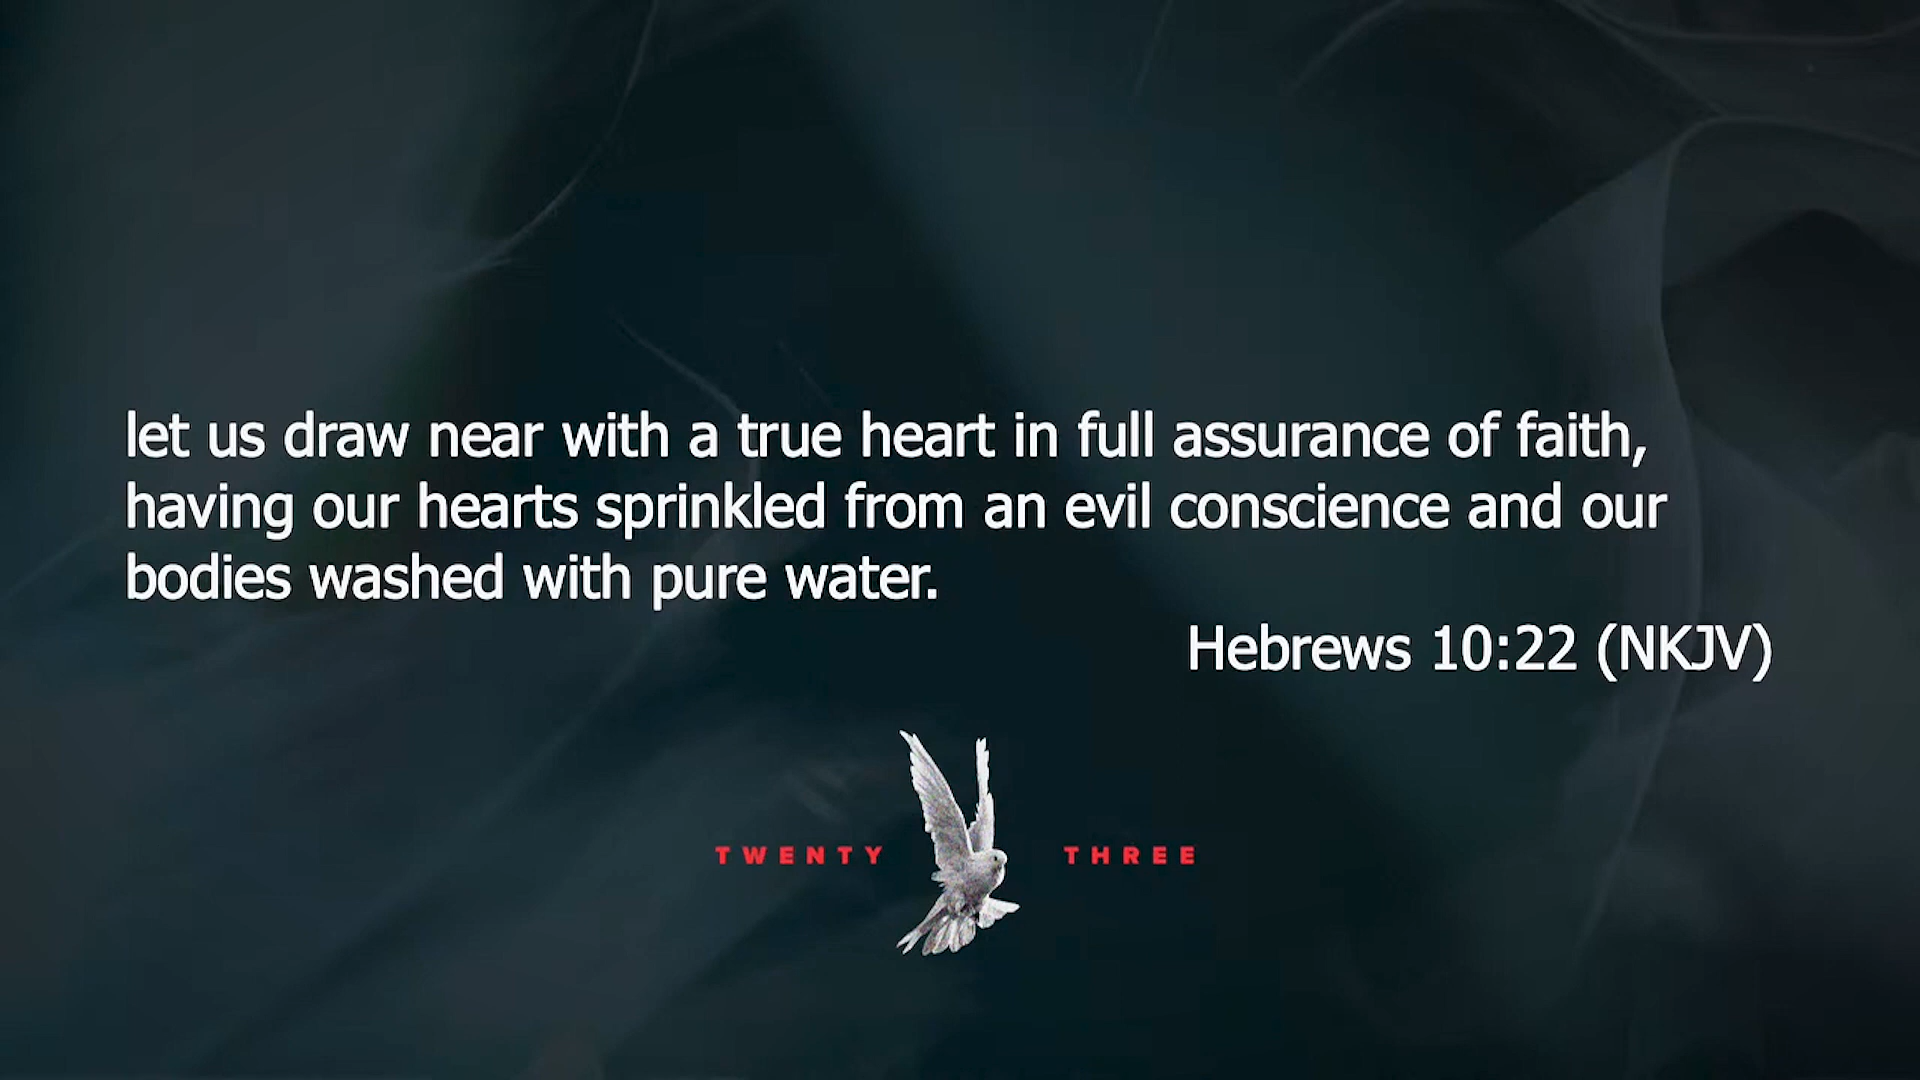 let us draw near with a true heart in full assurance of faith,
having our hearts sprinkled from an evil conscience and our
bodies washed with pure water.
Hebrews 10:22 (NKJV)
TWENTY THREE